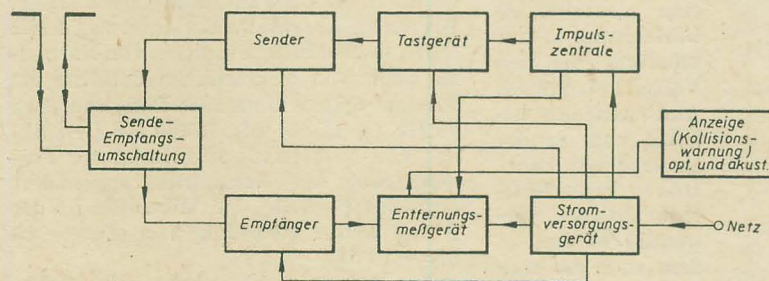 Sender
Tastgerät
Impuls-
zentrale
Sende-
Empfangs-
umschaltung
Anzeige
(Kollisions-
warnung)
opt. und akust.
Empfänger
Entfernungs-
meßgerät
Strom-
versorgungs-
gerät
Netz